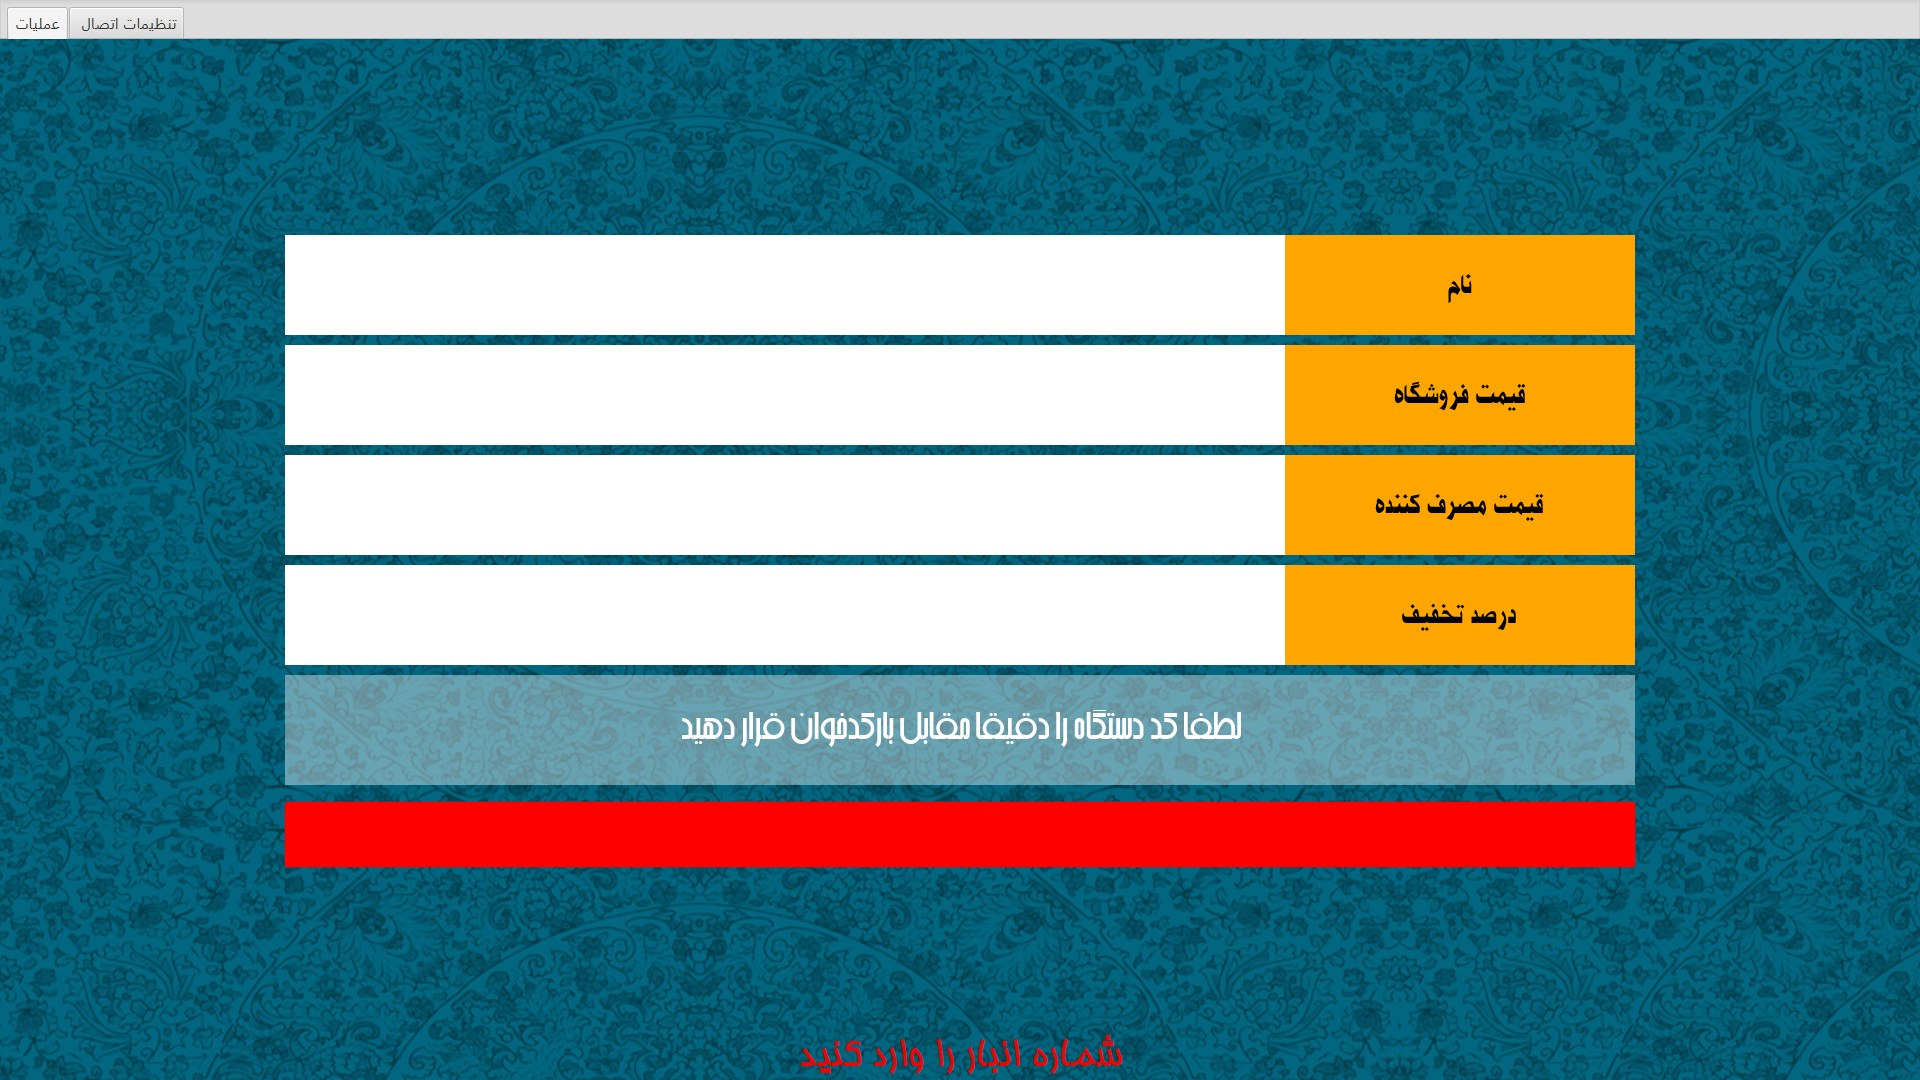 عملیات
تنظیمات اتصال
نام
قیمت فروشگاه
قیمت مصرف کننده
درصد تخفیف
لطفا کد دستگاه را دقیقا مقابل بارکدخوان قرار دهید
شماره انبار را وارد کنید